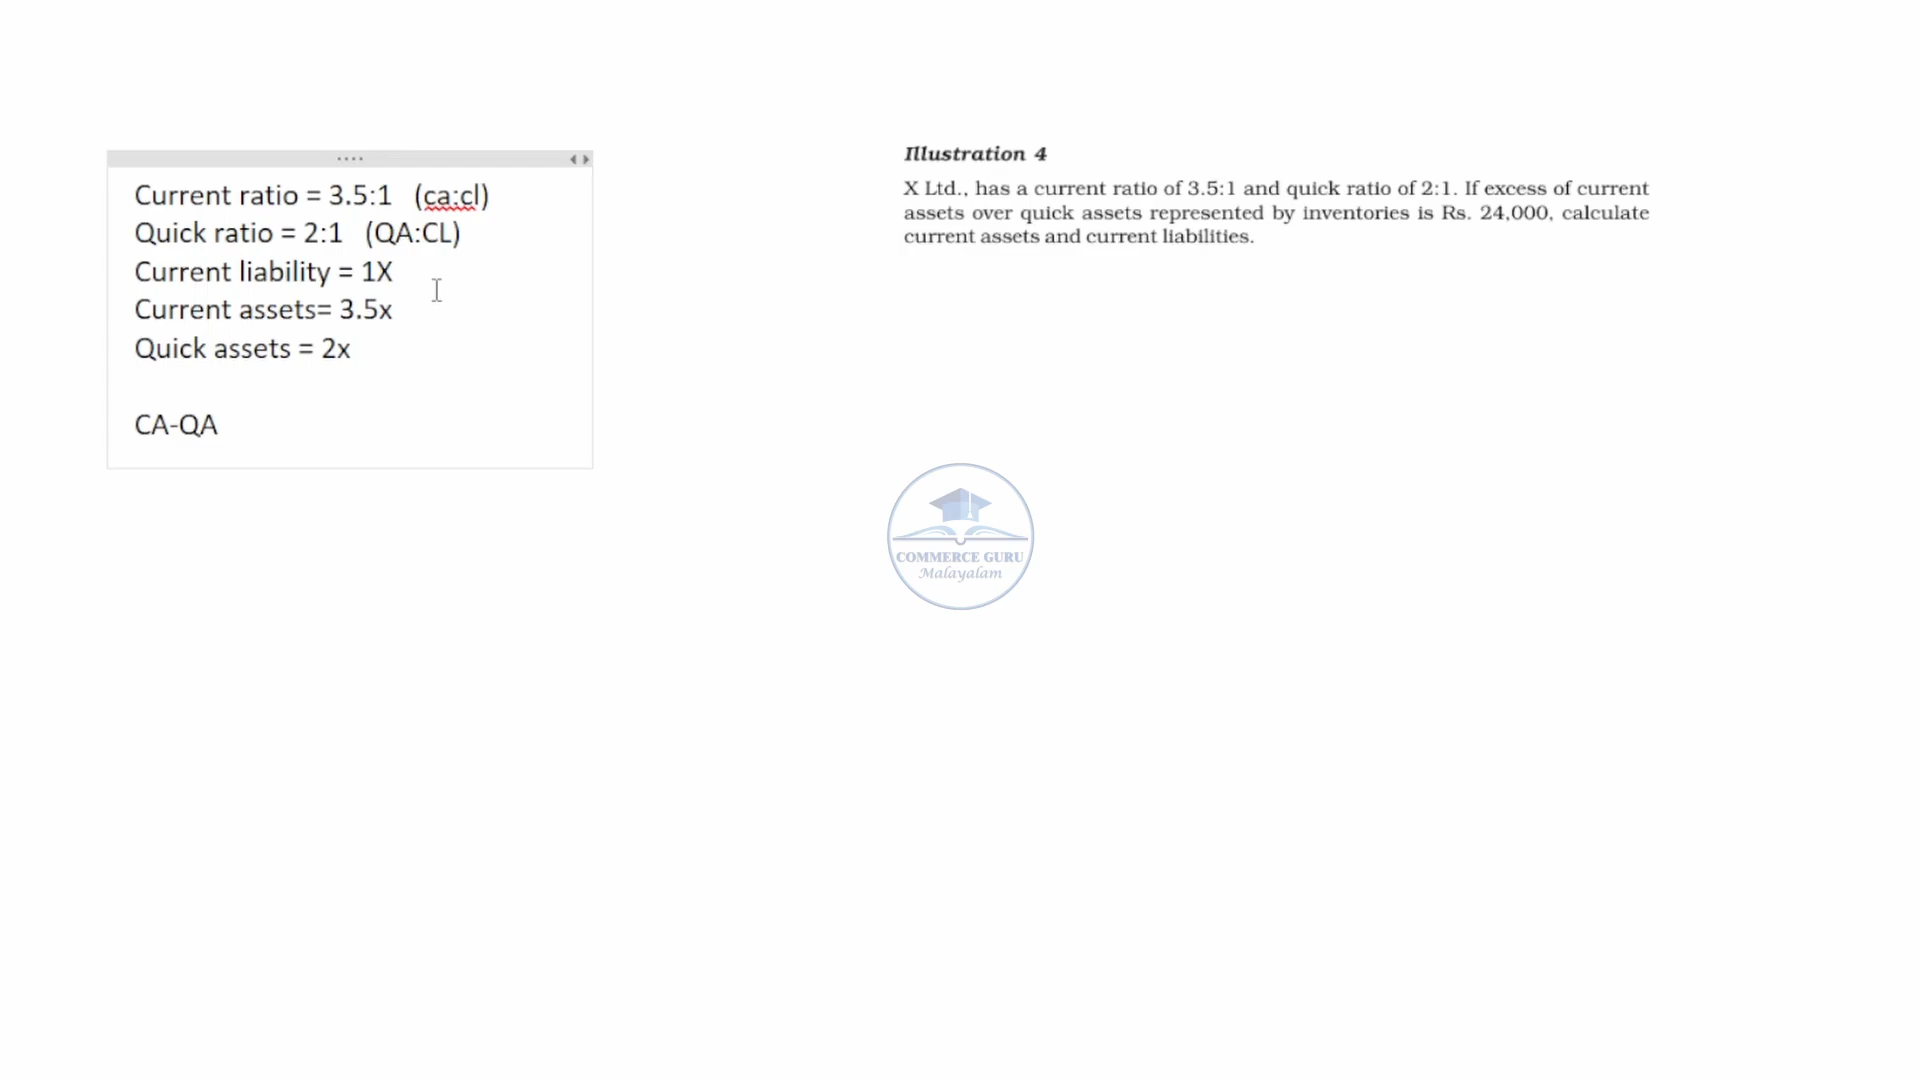 Current ratio = 3.5:1 (ca:cl)
Quick ratio = 2:1 (QA:CL)
Current liability = 1X
Current assets= 3.5x
Quick assets = 2x
CA-QA
Illustration 4
X Ltd., has a current ratio of 3.5:1 and quick ratio of 2:1. If excess of current
assets over quick assets represented by inventories is Rs. 24,000, calculate
current assets and current liabilities.
COMMERCE GURU
Malayalam